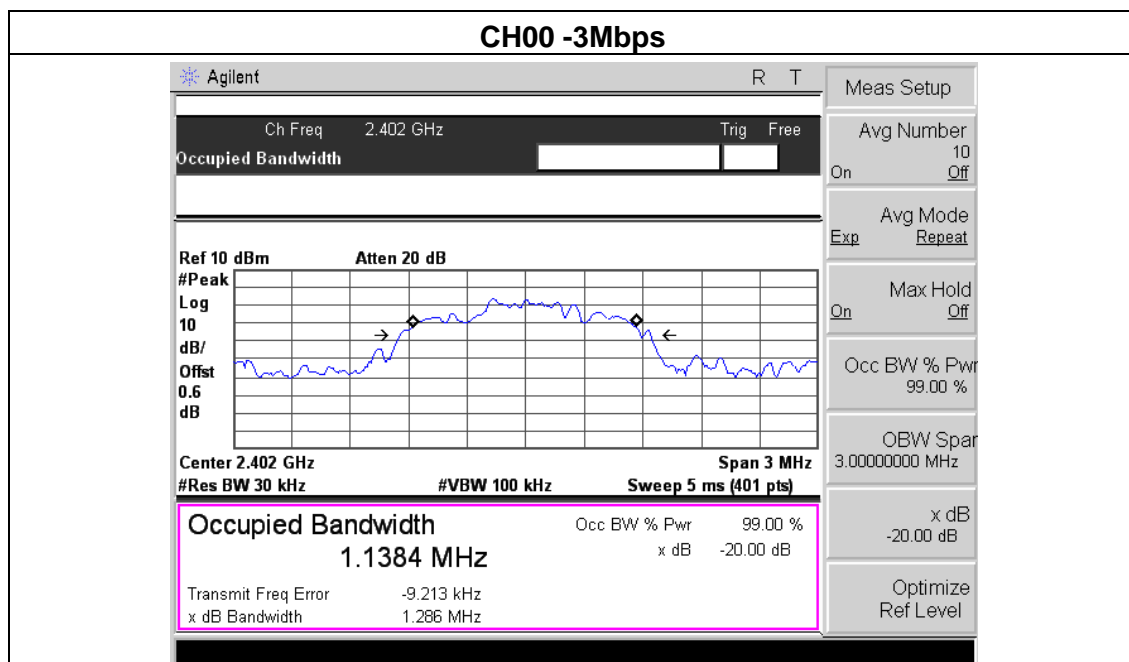 CH00 -3Mbps
Agilent R T
Ch Freq 2.402 GHz Trig Free
Occupied Bandwidth
Ref 10 dBm Atten 20 dB
#Peak
Log
10
dB/
Offst
0.6
dB
Center 2.402 GHz Span 3 MHz
#Res BW 30 kHz #VBW 100 kHz Sweep 5 ms (401 pts)
Occupied Bandwidth Occ BW % Pwr 99.00 %
1.1384 MHz x dB -20.00 dB
Transmit Freq Error -9.213 kHz
x dB Bandwidth 1.286 MHz
Meas Setup
Avg Number
10
On Off
Avg Mode
Exp Repeat
Max Hold
On Off
Occ BW % Pwr
99.00 %
OBW Span
3.00000000 MHz
x dB
-20.00 dB
Optimize
Ref Level